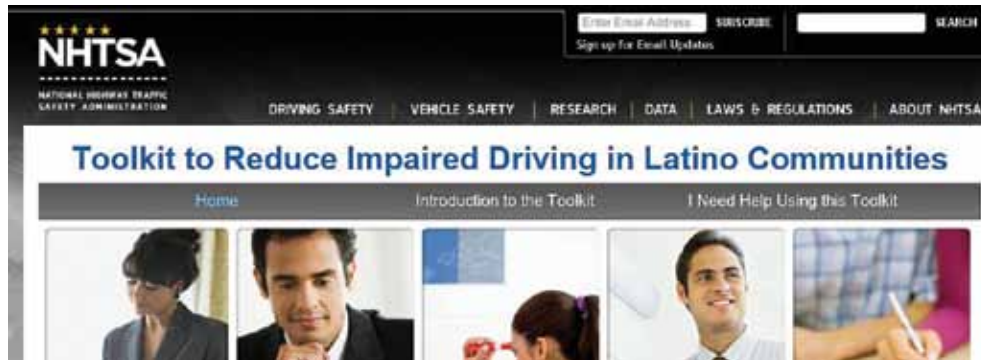 Enter Email Address SUBSCRIBE SEARCH
Sign up for Email Updates
NHTSA
NATIONAL HIGHWAY TRAFFIC
SAFETY ADMINISTRATION
DRIVING SAFETY VEHICLE SAFETY RESEARCH DATA LAWS & REGULATIONS ABOUT NHTSA
Toolkit to Reduce Impaired Driving in Latino Communities
Home Introduction to the Toolkit I Need Help Using this Toolkit